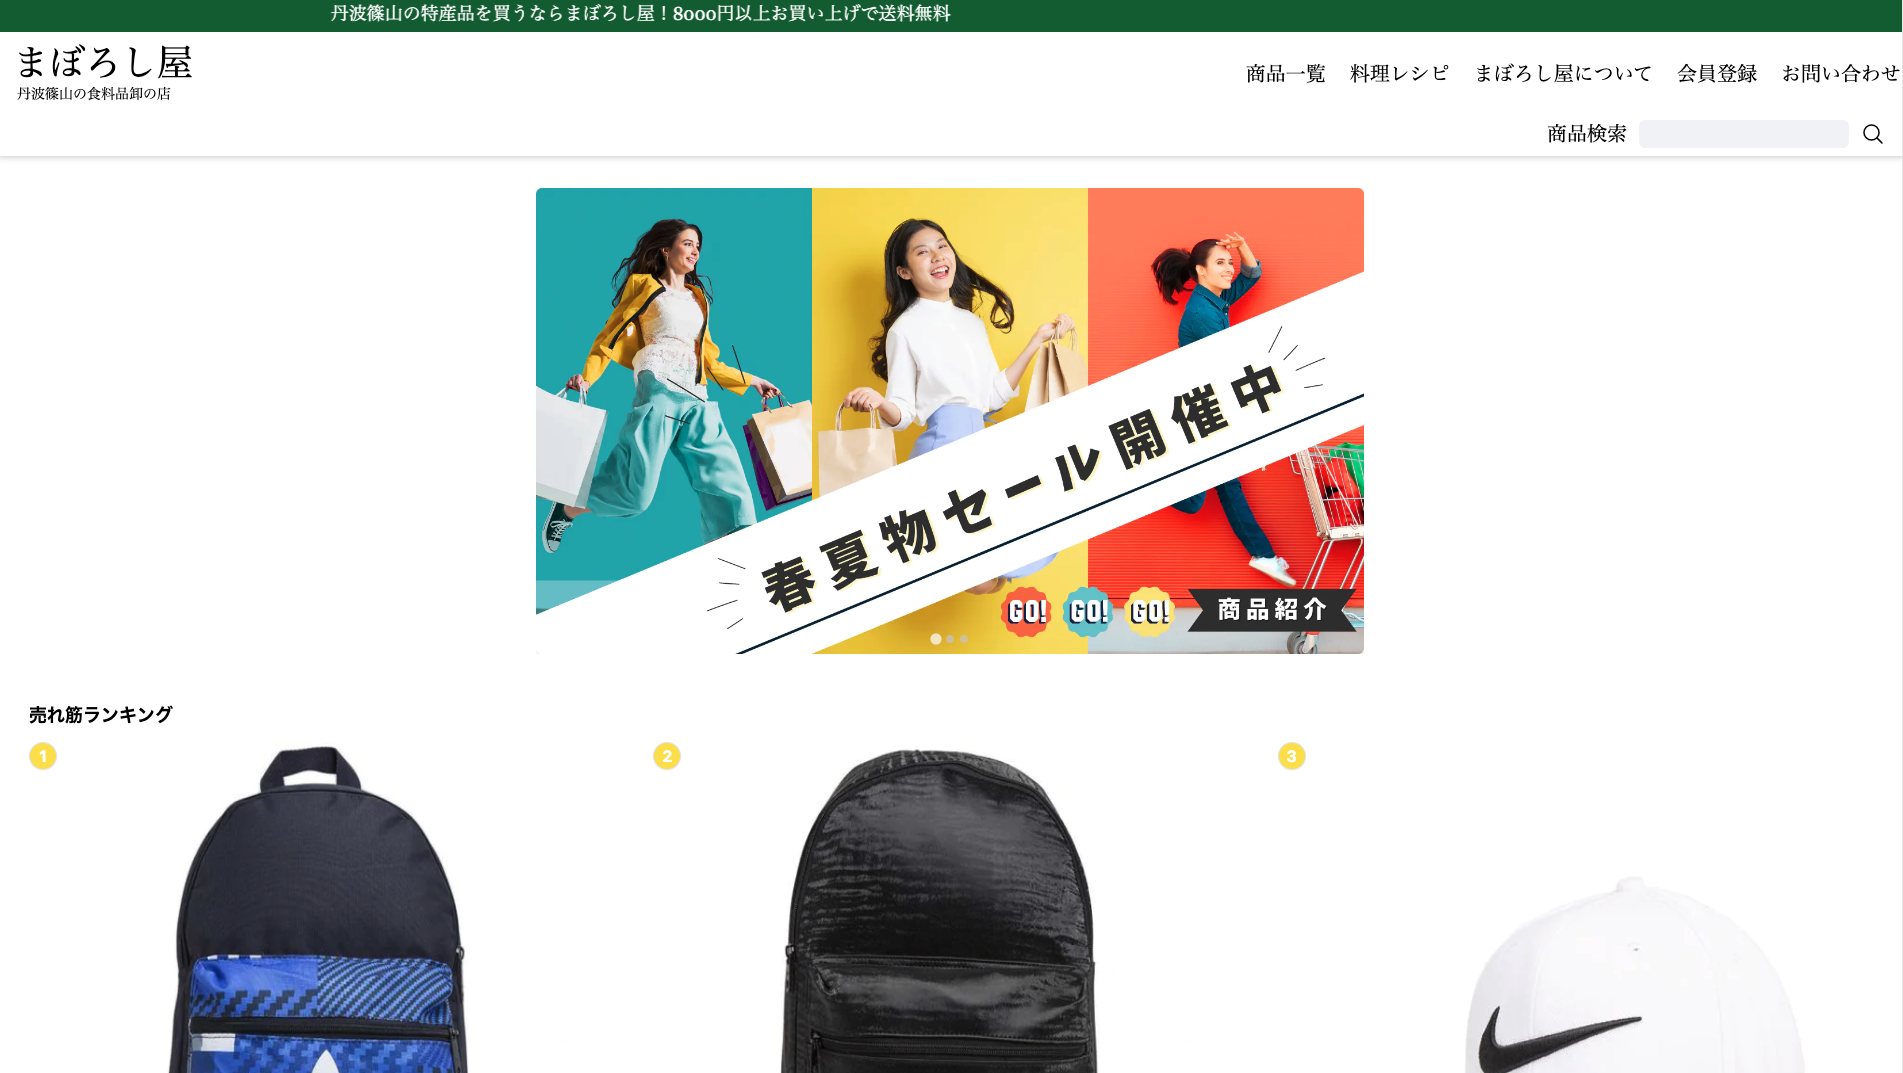 丹波篠山の特産品を買うならまぼろし屋！8000円以上お買い上げで送料無料
まぼろし屋
丹波篠山の食料品卸の店
商品一覧 料理レシピ まぼろし屋について 会員登録 お問い合わせ
商品検索
春夏物セール開催中
GO! GO! GO! 商品紹介
売れ筋ランキング
1 2 3